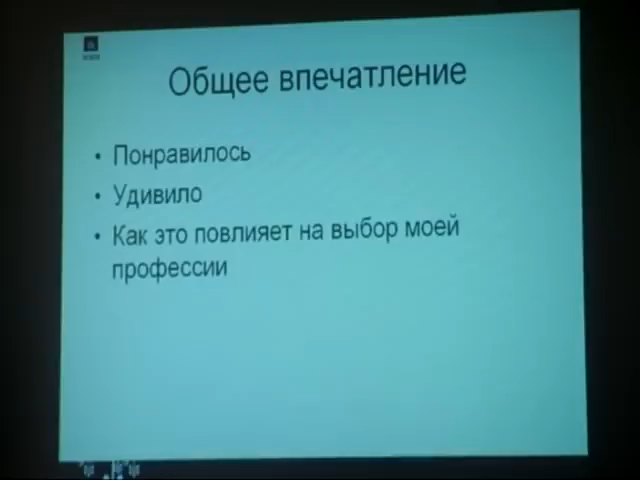 Общее впечатление
• Понравилось
• Удивило
• Как это повлияет на выбор моей
профессии